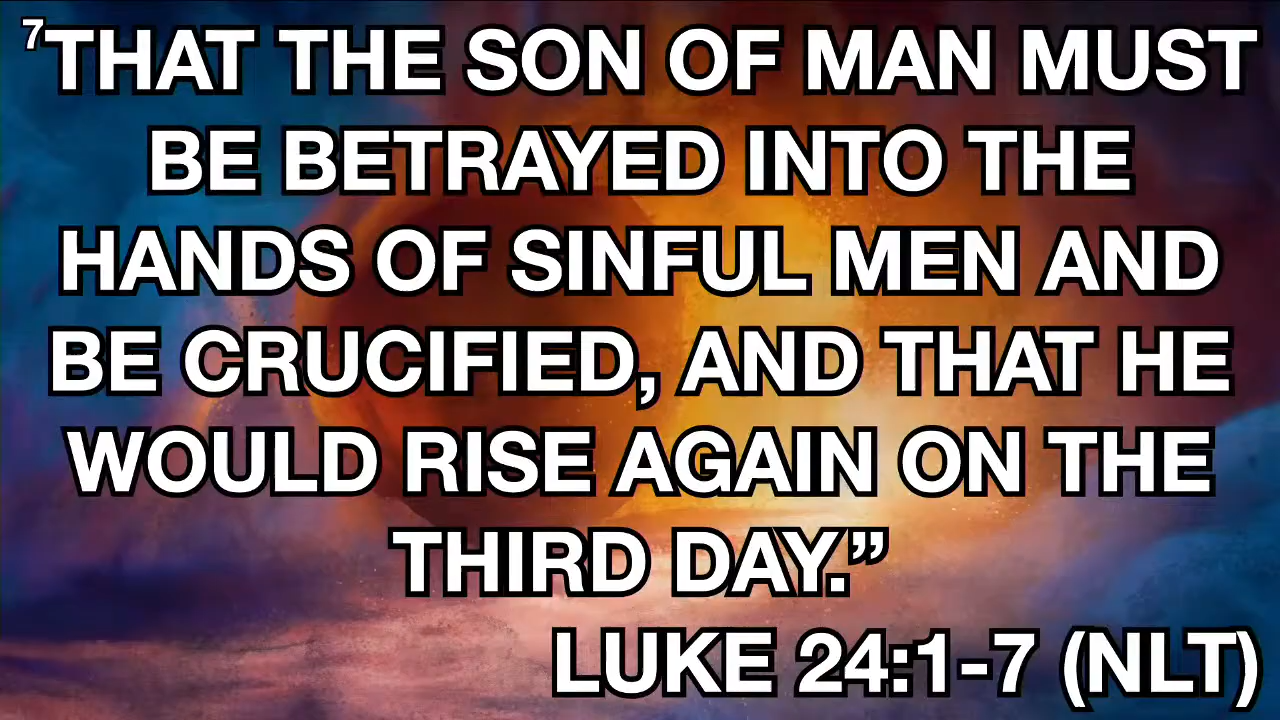 ⁷THAT THE SON OF MAN MUST
BE BETRAYED INTO THE
HANDS OF SINFUL MEN AND
BE CRUCIFIED, AND THAT HE
WOULD RISE AGAIN ON THE
THIRD DAY.”
LUKE 24:1-7 (NLT)